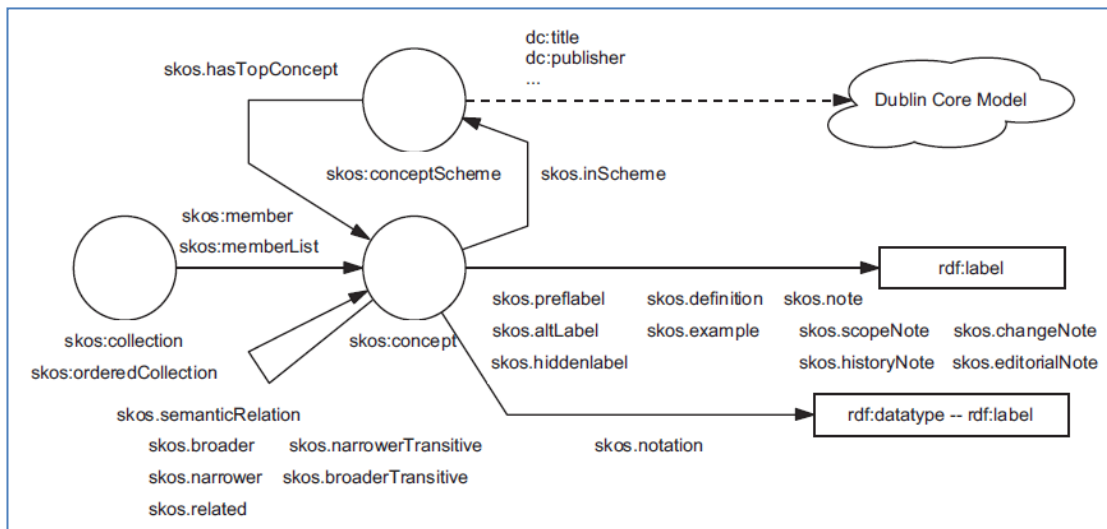 dc:title
dc:publisher
...
skos.hasTopConcept
Dublin Core Model
skos:conceptScheme
skos.inScheme
skos:member
skos:memberList
rdf:label
skos.preflabel skos.definition skos.note
skos.altLabel skos.example skos.scopeNote skos.changeNote
skos.hiddenlabel skos.historyNote skos.editorialNote
skos:collection
skos:concept
skos:orderedCollection
skos.semanticRelation
rdf:datatype -- rdf:label
skos.broader skos.narrowerTransitive
skos.notation
skos.narrower skos.broaderTransitive
skos.related